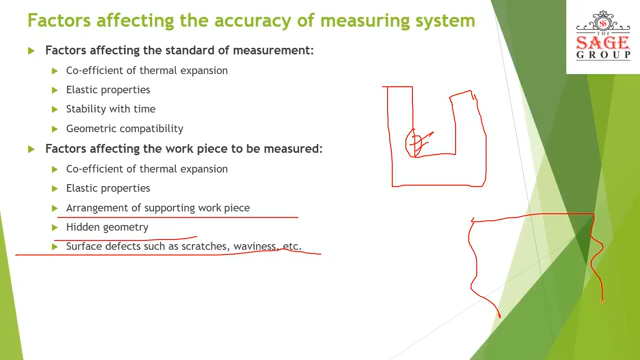 Factors affecting the accuracy of measuring system
Factors affecting the standard of measurement:
Co-efficient of thermal expansion
Elastic properties
Stability with time
Geometric compatibility
Factors affecting the work piece to be measured:
Co-efficient of thermal expansion
Elastic properties
Arrangement of supporting work piece
Hidden geometry
Surface defects such as scratches, waviness, etc.
THE
SAGE
GROUP